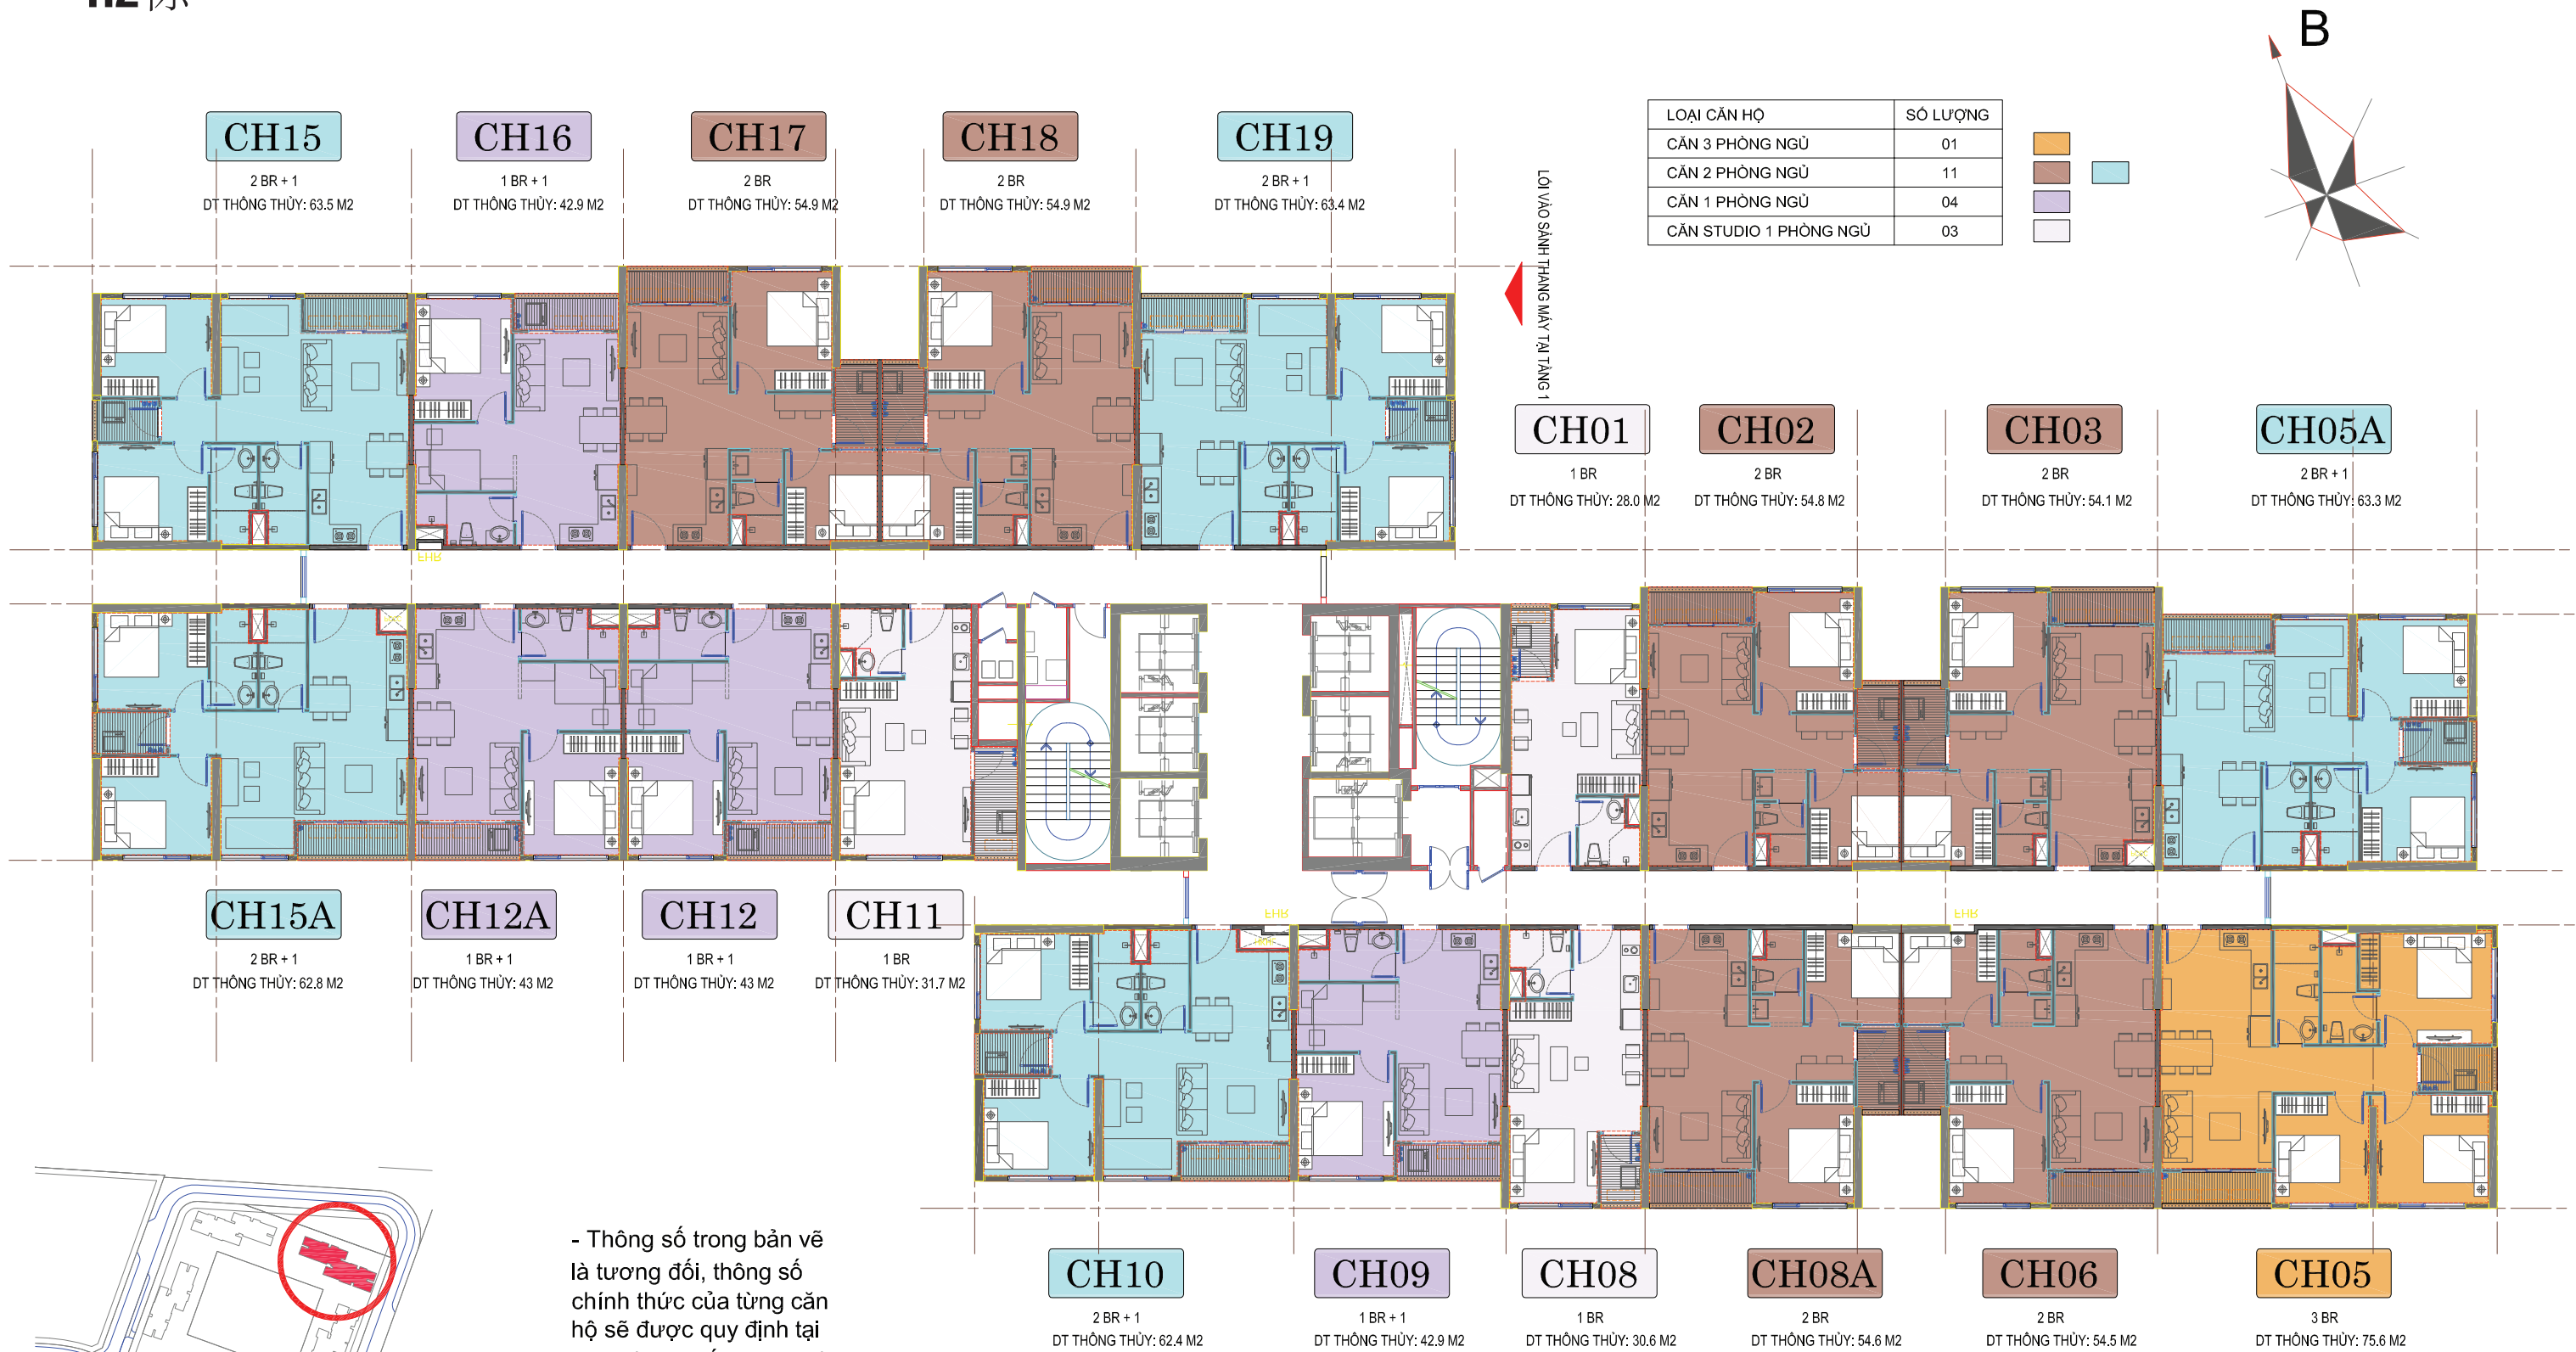 CH15
2 BR + 1
DT THÔNG THỦY: 63.5 M2
CH16
1 BR + 1
DT THÔNG THỦY: 42.9 M2
CH17
2 BR
DT THÔNG THỦY: 54.9 M2
CH18
2 BR
DT THÔNG THỦY: 54.9 M2
CH19
2 BR + 1
DT THÔNG THỦY: 63.4 M2
LỐI VÀO SẢNH THANG MÁY TẠI TẦNG 1
LOẠI CĂN HỘ SỐ LƯỢNG
CĂN 3 PHÒNG NGỦ 01
CĂN 2 PHÒNG NGỦ 11
CĂN 1 PHÒNG NGỦ 04
CĂN STUDIO 1 PHÒNG NGỦ 03
B
CH01
1 BR
DT THÔNG THỦY: 28.0 M2
CH02
2 BR
DT THÔNG THỦY: 54.8 M2
CH03
2 BR
DT THÔNG THỦY: 54.1 M2
CH05A
2 BR + 1
DT THÔNG THỦY: 63.3 M2
FHR
CH15A
2 BR + 1
DT THÔNG THỦY: 62.8 M2
CH12A
1 BR + 1
DT THÔNG THỦY: 43 M2
CH12
1 BR + 1
DT THÔNG THỦY: 43 M2
CH11
1 BR
DT THÔNG THỦY: 31.7 M2
FHR
FHR
CH10
2 BR + 1
DT THÔNG THỦY: 62.4 M2
CH09
1 BR + 1
DT THÔNG THỦY: 42.9 M2
CH08
1 BR
DT THÔNG THỦY: 30.6 M2
CH08A
2 BR
DT THÔNG THỦY: 54.6 M2
CH06
2 BR
DT THÔNG THỦY: 54.5 M2
CH05
3 BR
DT THÔNG THỦY: 75.6 M2
- Thông số trong bản vẽ
là tương đối, thông số
chính thức của từng căn
hộ sẽ được quy định tại